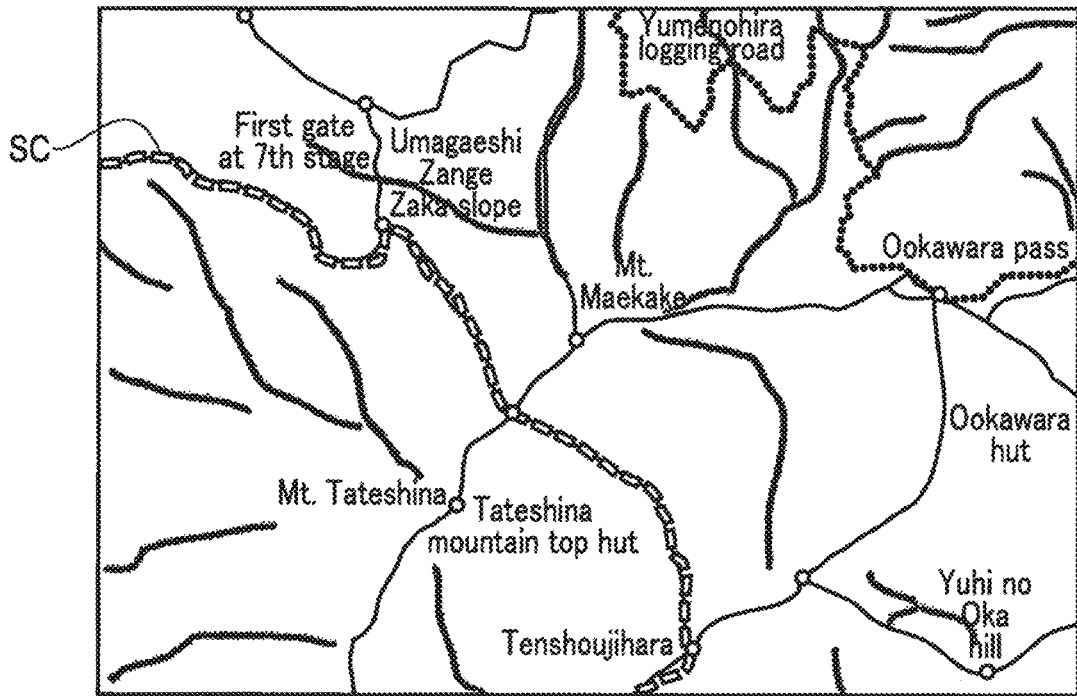 Yumenohira
logging road
SC
First gate
at 7th stage
Umagaeshi
Zange
Zaka slope
Ookawara pass
Mt.
Maekake
Ookawara
hut
Mt. Tateshina
Tateshina
mountain top hut
Yuhi no
Oka
hill
Tenshoujihara